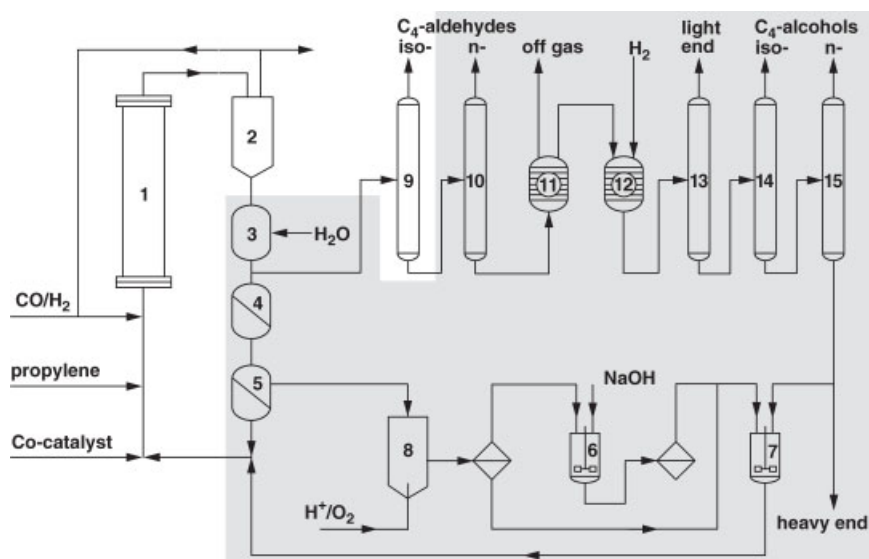 C₄-aldehydes
iso-
n-
off gas
H₂
light
end
C₄-alcohols
iso-
n-
1
2
3
H₂O
4
5
9
10
11
12
13
14
15
CO/H₂
propylene
Co-catalyst
NaOH
8
6
7
H⁺/O₂
heavy end